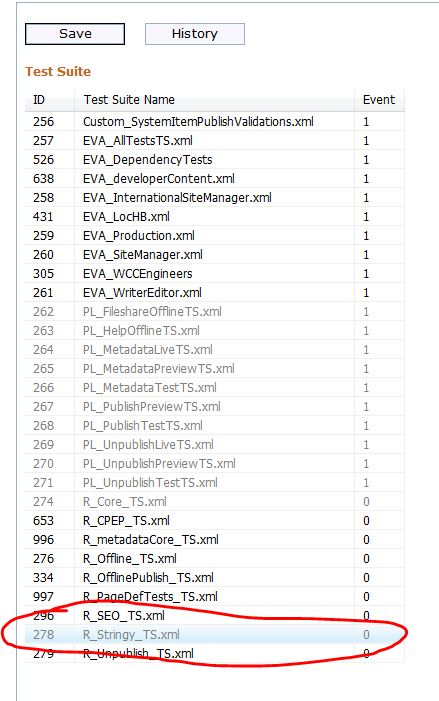 Save History
Test Suite
ID Test Suite Name Event
256 Custom_SystemItemPublishValidations.xml 1
257 EVA_AllTestsTS.xml 1
526 EVA_DependencyTests 1
638 EVA_developerContent.xml 1
258 EVA_InternationalSiteManager.xml 1
431 EVA_LocHB.xml 1
259 EVA_Production.xml 1
260 EVA_SiteManager.xml 1
305 EVA_WCCEngineers 1
261 EVA_WriterEditor.xml 1
262 PL_FileshareOfflineTS.xml 1
263 PL_HelpOfflineTS.xml 1
264 PL_MetadataLiveTS.xml 1
265 PL_MetadataPreviewTS.xml 1
266 PL_MetadataTestTS.xml 1
267 PL_PublishPreviewTS.xml 1
268 PL_PublishTestTS.xml 1
269 PL_UnpublishLiveTS.xml 1
270 PL_UnpublishPreviewTS.xml 1
271 PL_UnpublishTestTS.xml 1
274 R_Core_TS.xml 0
653 R_CPEP_TS.xml 0
996 R_metadataCore_TS.xml 0
276 R_Offline_TS.xml 0
334 R_OfflinePublish_TS.xml 0
997 R_PageDefTests_TS.xml 0
296 R_SEO_TS.xml 0
278 R_Stringy_TS.xml 0
279 R_Unpublish_TS.xml 0